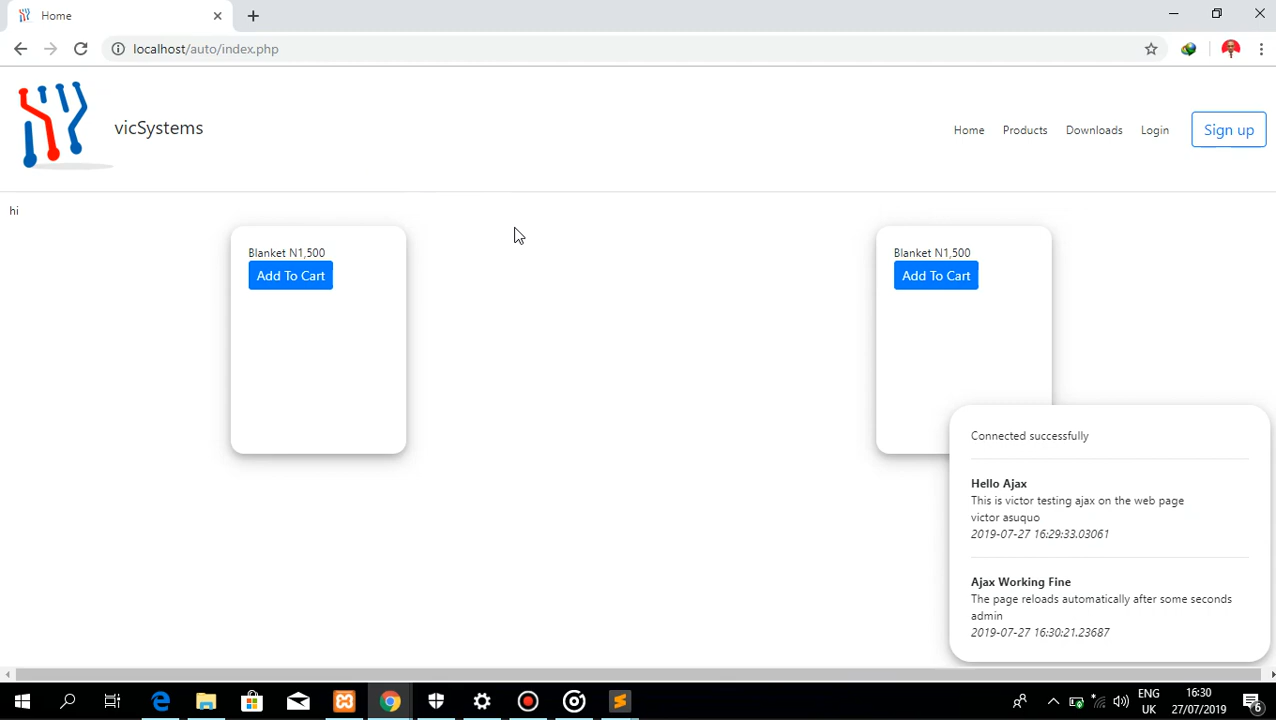 Home
localhost/auto/index.php
vicSystems
Home Products Downloads Login Sign up
hi
Blanket N1,500
Add To Cart
Blanket N1,500
Add To Cart
Connected successfully
Hello Ajax
This is victor testing ajax on the web page
victor asuquo
2019-07-27 16:29:33.03061
Ajax Working Fine
The page reloads automatically after some seconds
admin
2019-07-27 16:30:21.23687
ENG
UK
16:30
27/07/2019
6